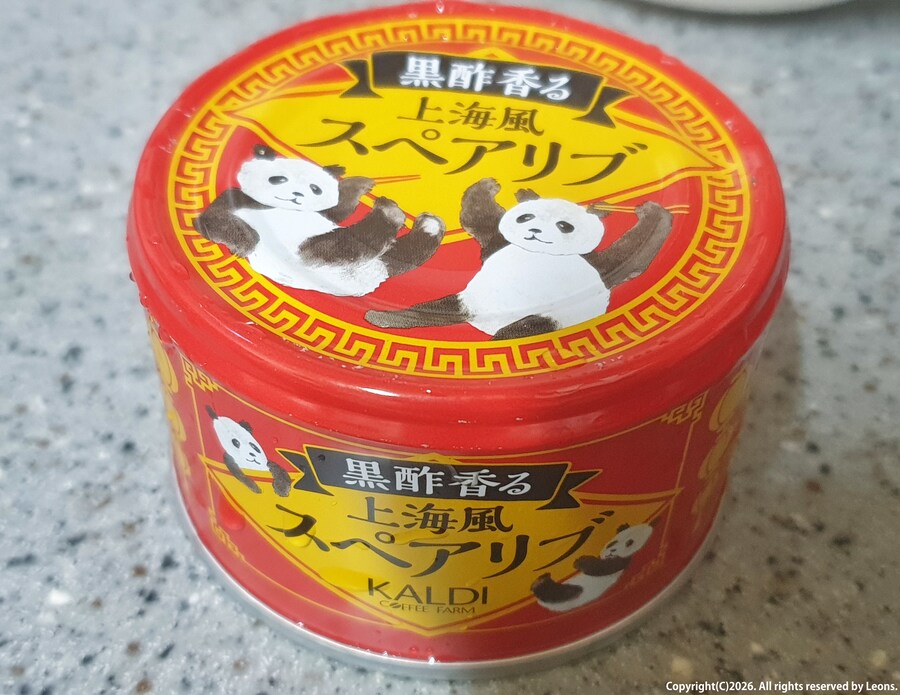 黒酢香る
上海風
スペアリブ
黒酢香る
上海風
スペアリブ
KALDI
COFFEE FARM
Copyright(C)2026. All rights reserved by Leons.